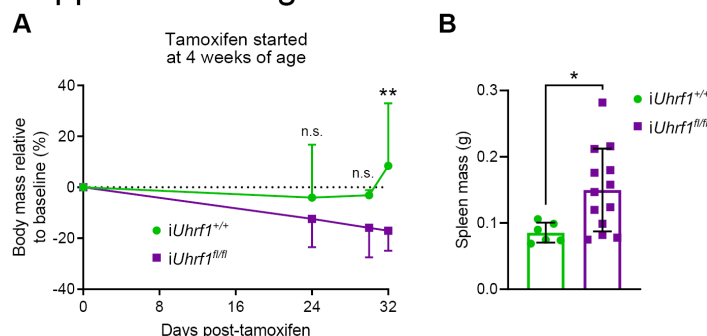 A
Tamoxifen started
at 4 weeks of age
Body mass relative
to baseline (%)
40
20
0
-20
-40
n.s.
n.s.
**
iUhrf1+/+
iUhrf1fl/fl
0
8
16
24
32
Days post-tamoxifen
B
Spleen mass (g)
0.3
0.2
0.1
0.0
*
iUhrf1+/+
iUhrf1fl/fl